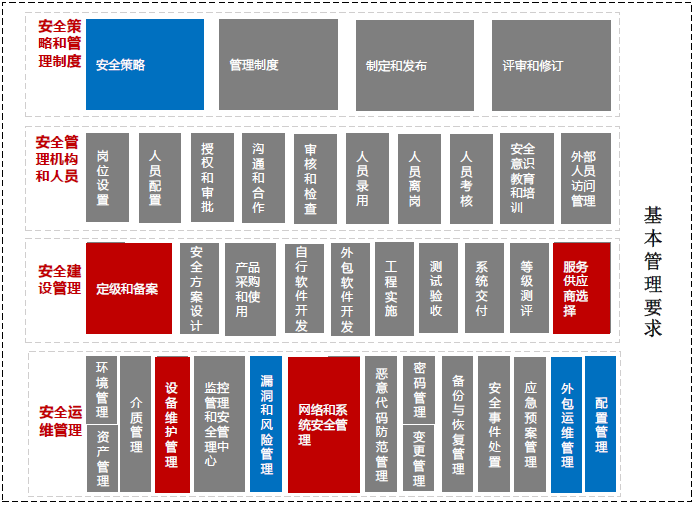 安全策
略和管
理制度
安全策略
管理制度
制定和发布
评审和修订
安全管
理机构
和人员
岗位设置
人员配置
授权和审批
沟通和合作
审核和检查
人员录用
人员离岗
人员考核
安全意识教育和培训
外部人员访问管理
安全建
设管理
定级和备案
安全方案设计
产品采购和使用
自行软件开发
外包软件开发
工程实施
测试验收
系统交付
等级测评
服务
供应
商选
择
安全运
维管理
环境管理
资产管理
介质管理
设备维护管理
监控管理和安全管理中心
漏洞和风险管理
网络和系
统安全管
理
恶意代码防范管理
密码管理
变更管理
备份与恢复管理
安全事件处置
应急预案管理
外包运维管理
配置管理
基本管理要求